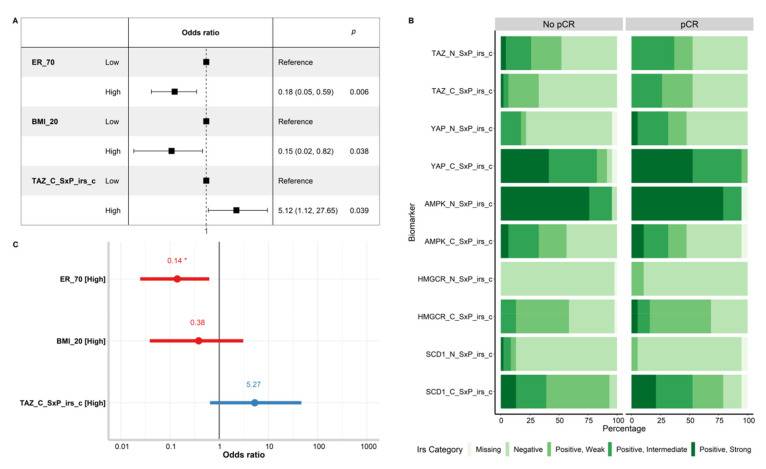 A
Odds ratio
p
ER_70 Low Reference
High 0.18 (0.05, 0.59) 0.006
BMI_20 Low Reference
High 0.15 (0.02, 0.82) 0.038
TAZ_C_SxP_irs_c Low Reference
High 5.12 (1.12, 27.65) 0.039
1
C
ER_70 [High]
0.14 *
BMI_20 [High]
0.38
TAZ_C_SxP_irs_c [High]
5.27
0.01 0.1 1 10 100 1000
Odds ratio
B
No pCR pCR
Biomarker
TAZ_N_SxP_irs_c
TAZ_C_SxP_irs_c
YAP_N_SxP_irs_c
YAP_C_SxP_irs_c
AMPK_N_SxP_irs_c
AMPK_C_SxP_irs_c
HMGCR_N_SxP_irs_c
HMGCR_C_SxP_irs_c
SCD1_N_SxP_irs_c
SCD1_C_SxP_irs_c
0 25 50 75 100 0 25 50 75 100
Percentage
Irs Category Missing Negative Positive, Weak Positive, Intermediate Positive, Strong